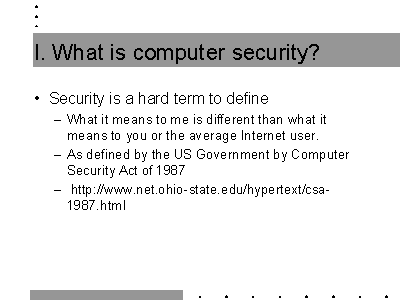 I. What is computer security?
• Security is a hard term to define
– What it means to me is different than what it
means to you or the average Internet user.
– As defined by the US Government by Computer
Security Act of 1987
– http://www.net.ohio-state.edu/hypertext/csa-
1987.html